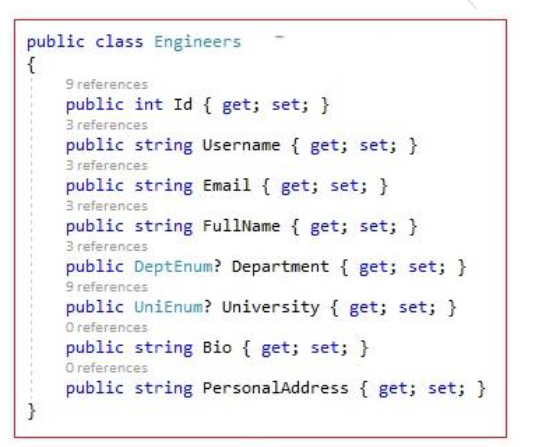 public class Engineers
{
9 references
public int Id { get; set; }
3 references
public string Username { get; set; }
3 references
public string Email { get; set; }
3 references
public string FullName { get; set; }
3 references
public DeptEnum? Department { get; set; }
9 references
public UniEnum? University { get; set; }
0 references
public string Bio { get; set; }
0 references
public string PersonalAddress { get; set; }
}